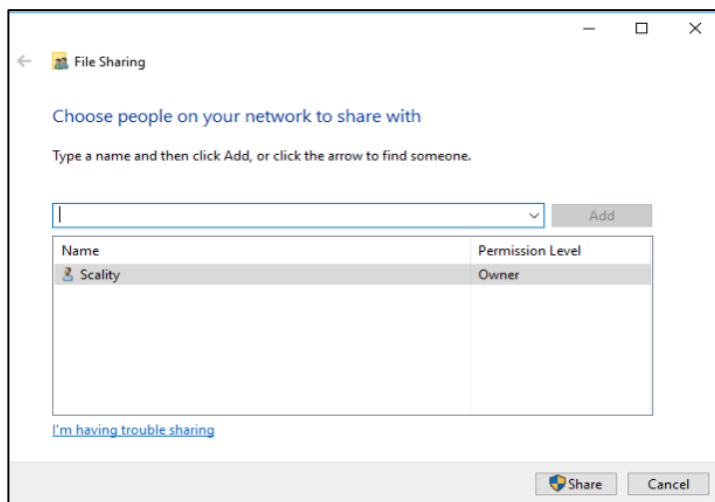 File Sharing
Choose people on your network to share with
Type a name and then click Add, or click the arrow to find someone.
Add
Name Permission Level
Scality Owner
I'm having trouble sharing
Share Cancel